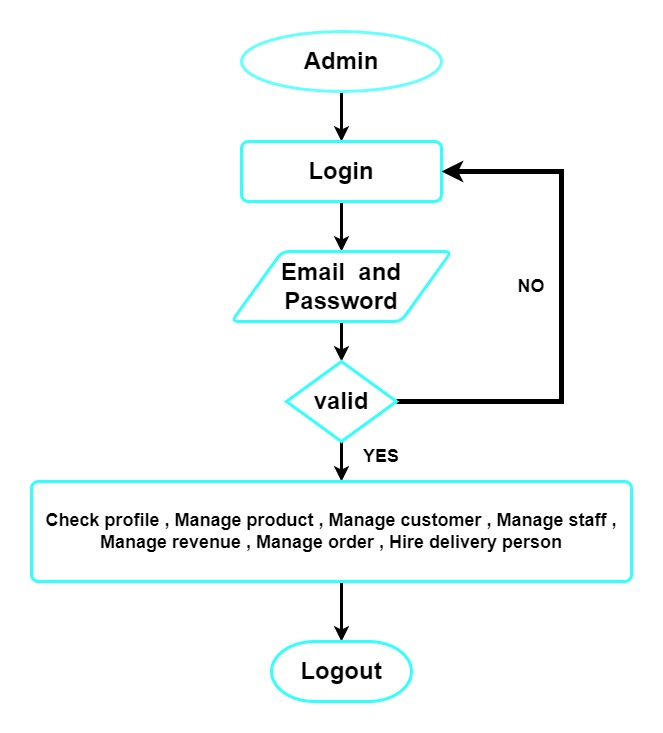 Admin
Login
Email  and
Password
NO
valid
YES
Check profile , Manage product , Manage customer , Manage staff ,
Manage revenue , Manage order , Hire delivery person
Logout